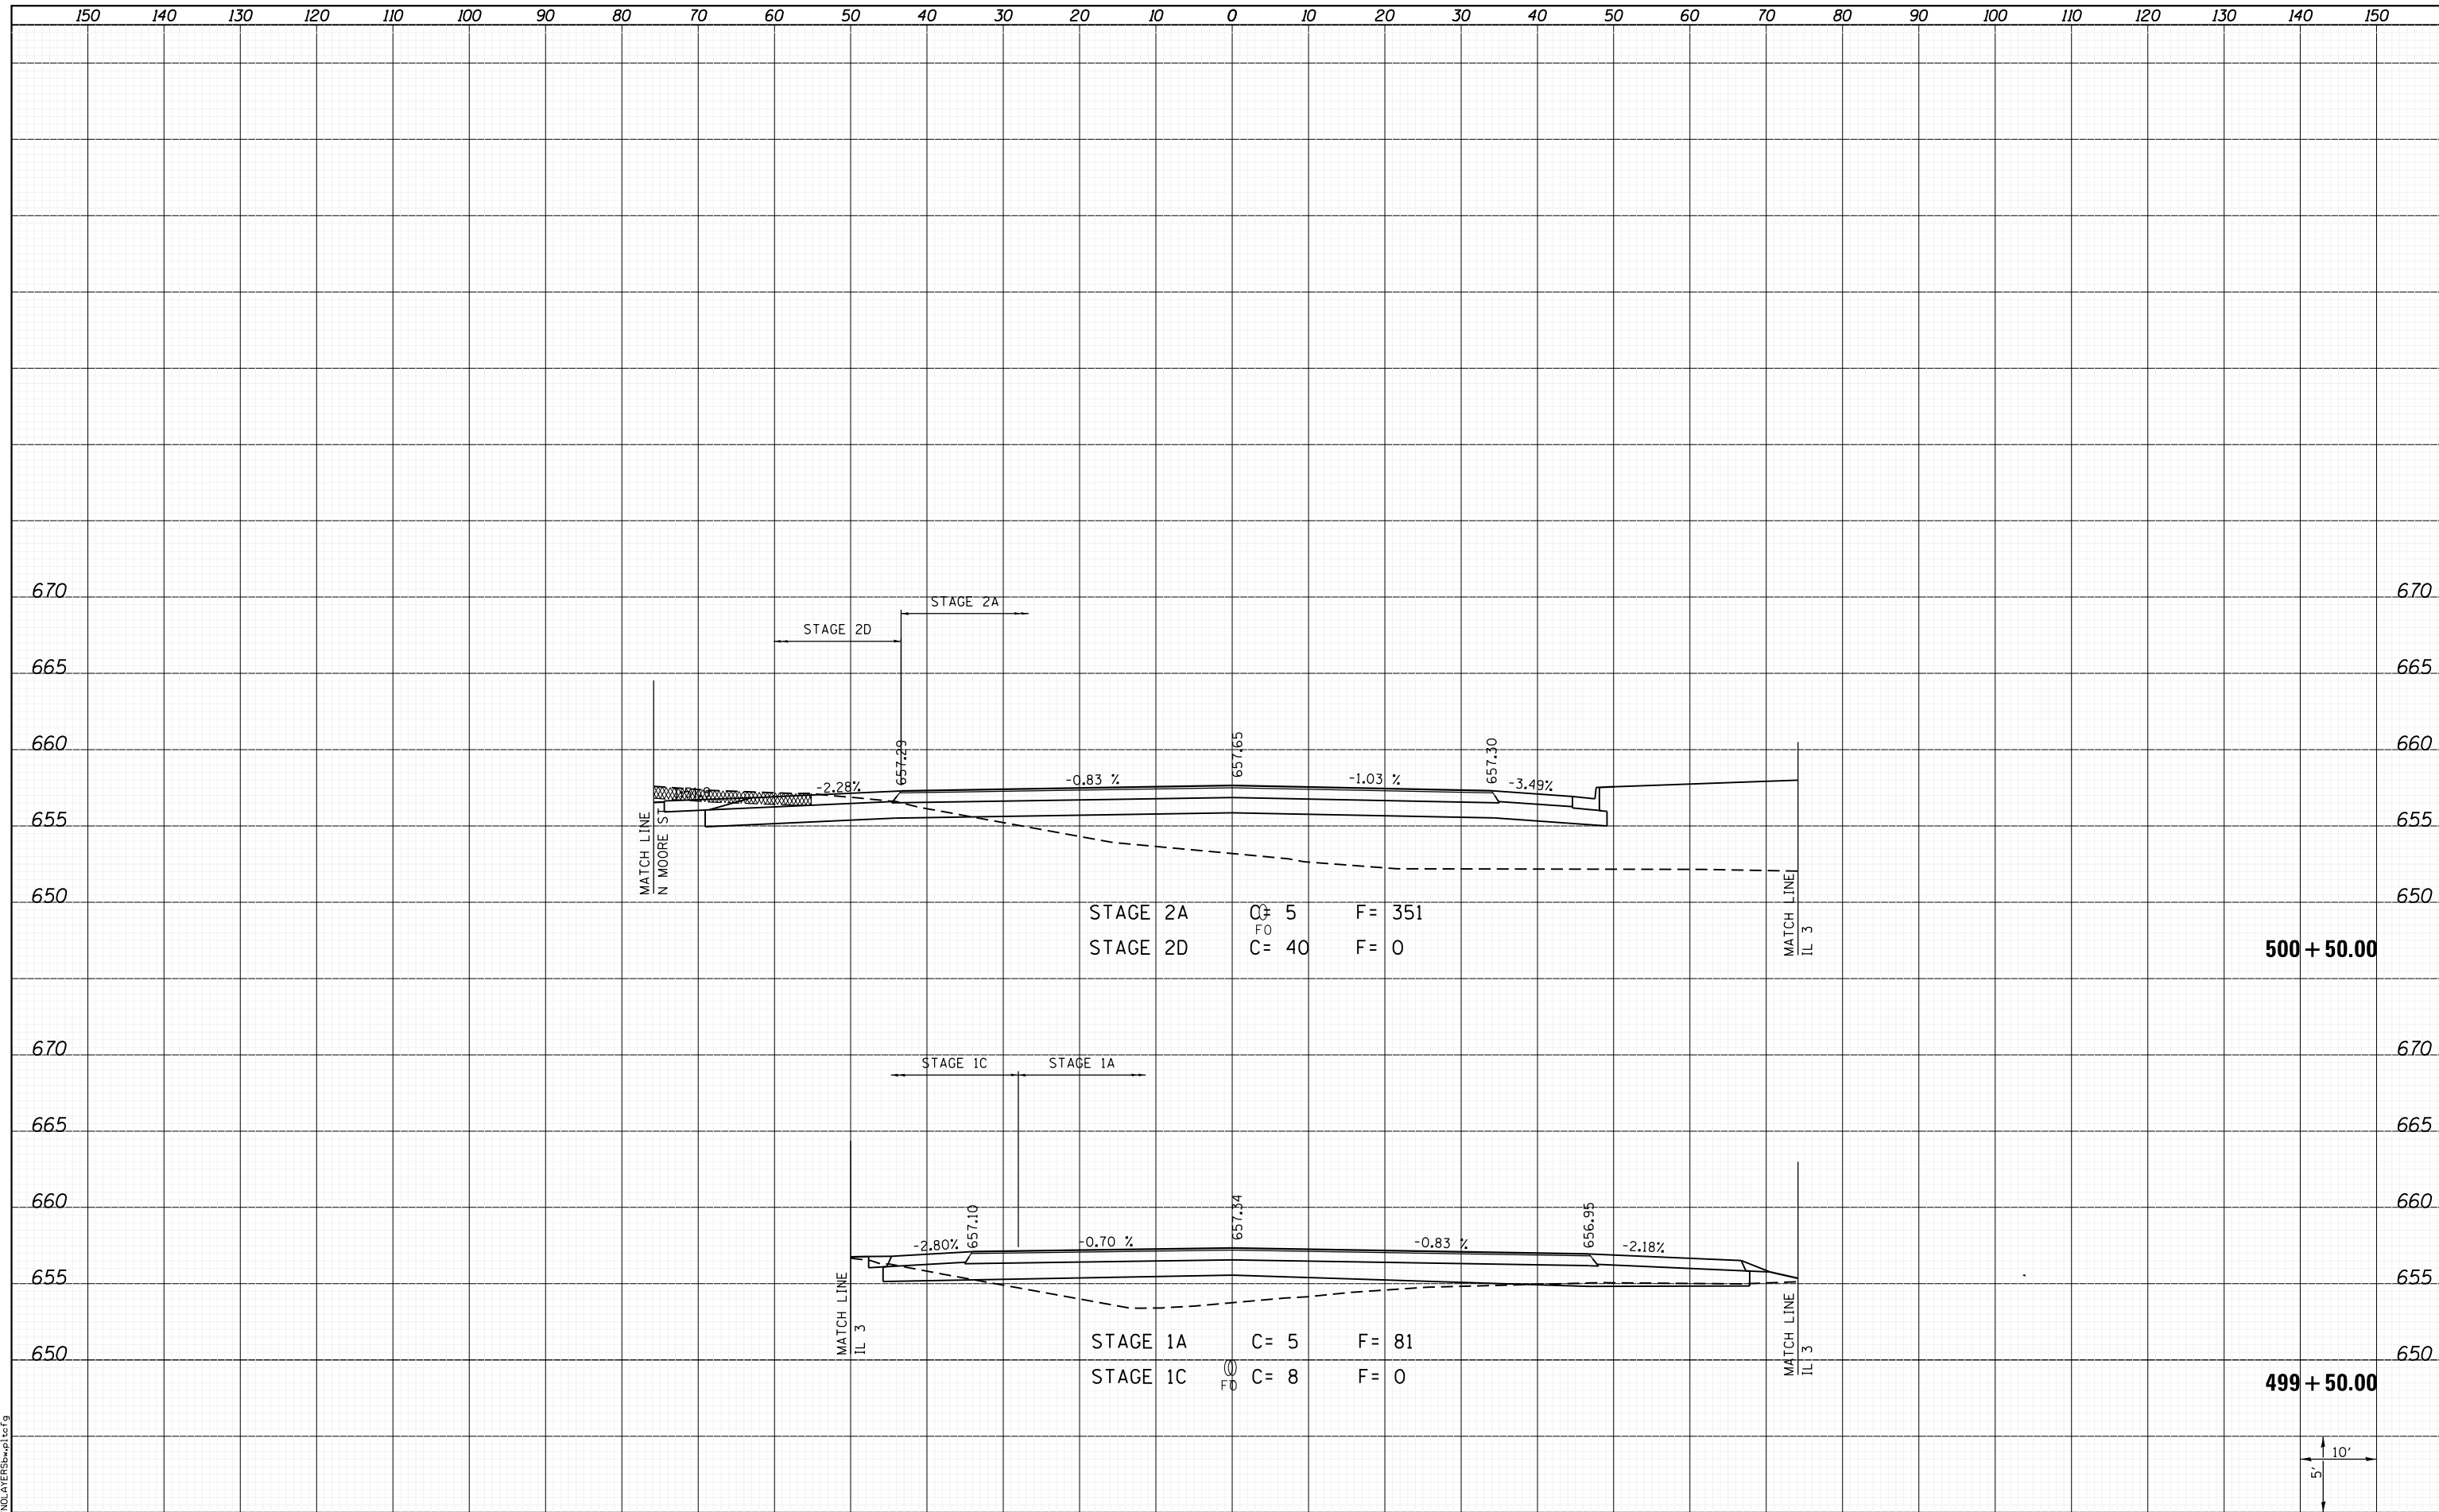 150 140 130 120 110 100 90 80 70 60 50 40 30 20 10 0 10 20 30 40 50 60 70 80 90 100 110 120 130 140 150
670 670
STAGE 2A
STAGE 2D
665 665
660 660
657.29
657.65
657.30
-2.28%
-0.83 %
-1.03 %
-3.49%
655 655
MATCH LINE
N MOORE ST
650 650
STAGE 2A C= 5 F= 351
F0
STAGE 2D C= 40 F= 0
MATCH LINE
IL 3
500+50.00
670 670
STAGE 1C STAGE 1A
665 665
660 660
657.10
657.34
656.95
-2.80%
-0.70 %
-0.83 %
-2.18%
655 655
MATCH LINE
IL 3
STAGE 1A C= 5 F= 81
650 650
STAGE 1C C= 8 F= 0
F0
MATCH LINE
IL 3
499+50.00
10'
5'
NOLAYERSbw.pltcfg